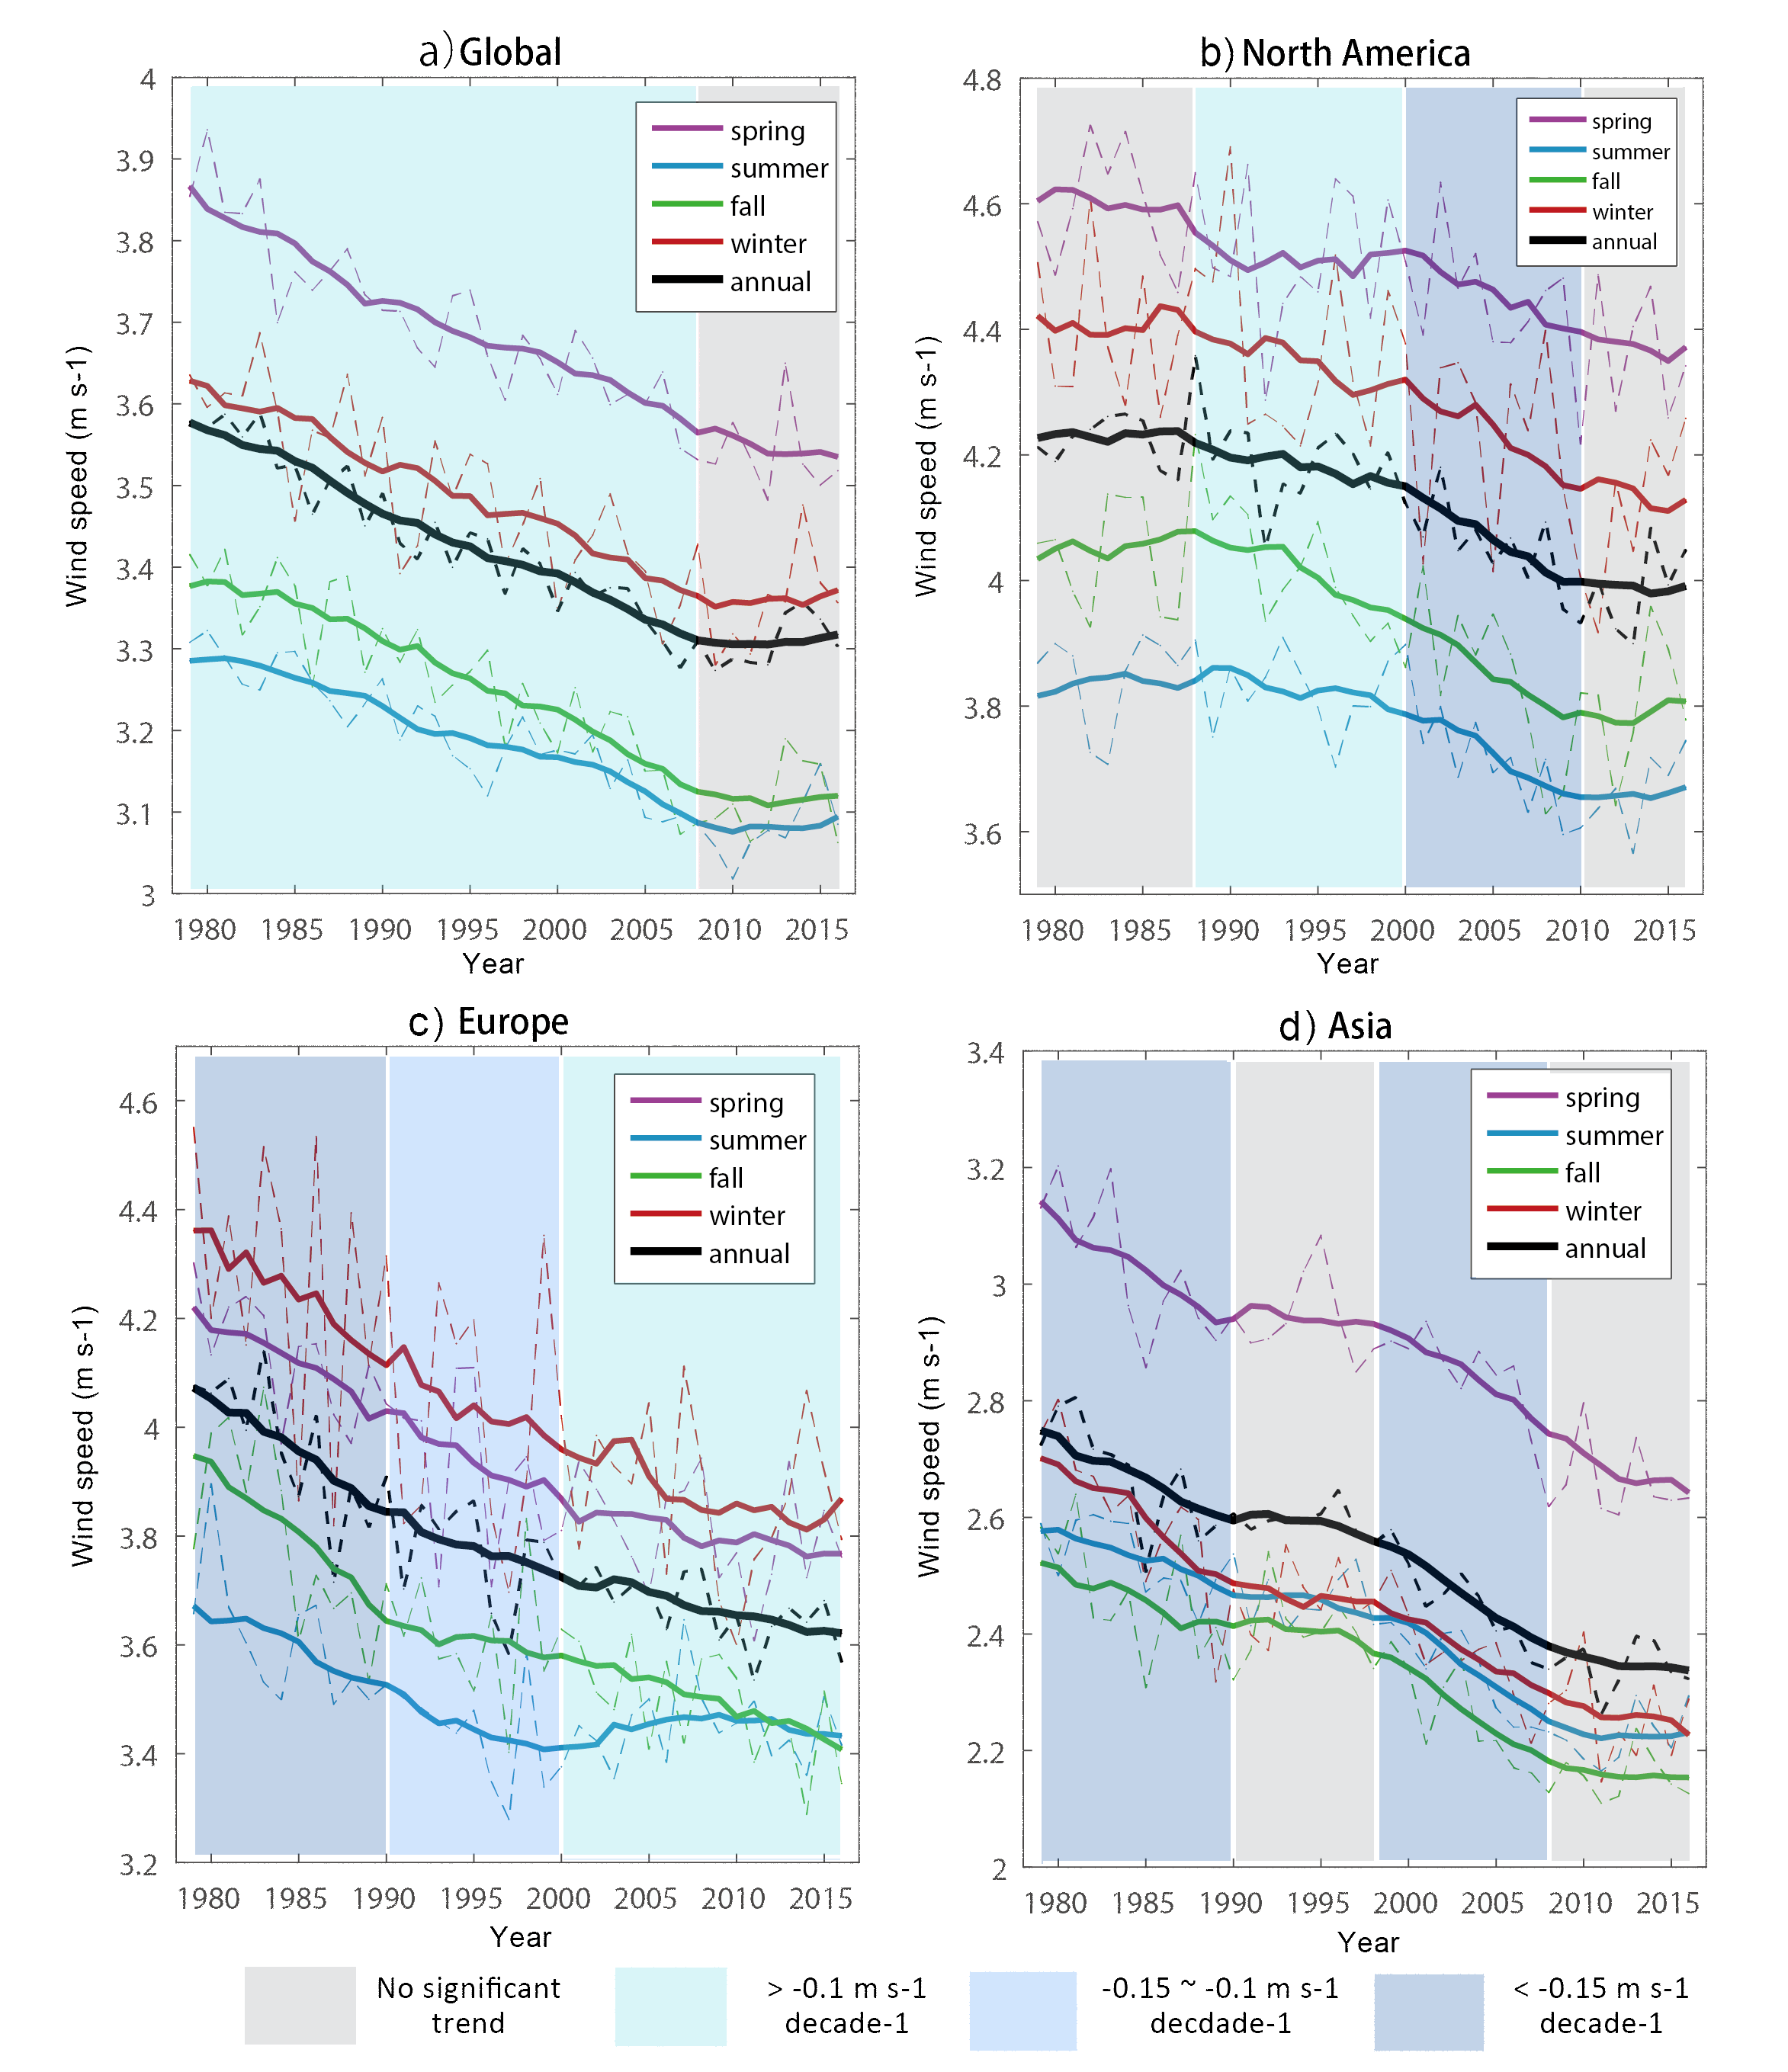 a) Global
4
3.9
3.8
3.7
3.6
3.5
3.4
3.3
3.2
3.1
3
Wind speed (m s-1)
spring
summer
fall
winter
annual
1980 1985 1990 1995 2000 2005 2010 2015
Year
b) North America
4.8
4.6
4.4
4.2
4
3.8
3.6
Wind speed (m s-1)
spring
summer
fall
winter
annual
1980 1985 1990 1995 2000 2005 2010 2015
Year
c) Europe
4.6
4.4
4.2
4
3.8
3.6
3.4
3.2
Wind speed (m s-1)
spring
summer
fall
winter
annual
1980 1985 1990 1995 2000 2005 2010 2015
Year
d) Asia
3.4
3.2
3
2.8
2.6
2.4
2.2
2
Wind speed (m s-1)
spring
summer
fall
winter
annual
1980 1985 1990 1995 2000 2005 2010 2015
Year
No significant
trend
> -0.1 m s-1
decade-1
-0.15 ~ -0.1 m s-1
decdade-1
< -0.15 m s-1
decade-1